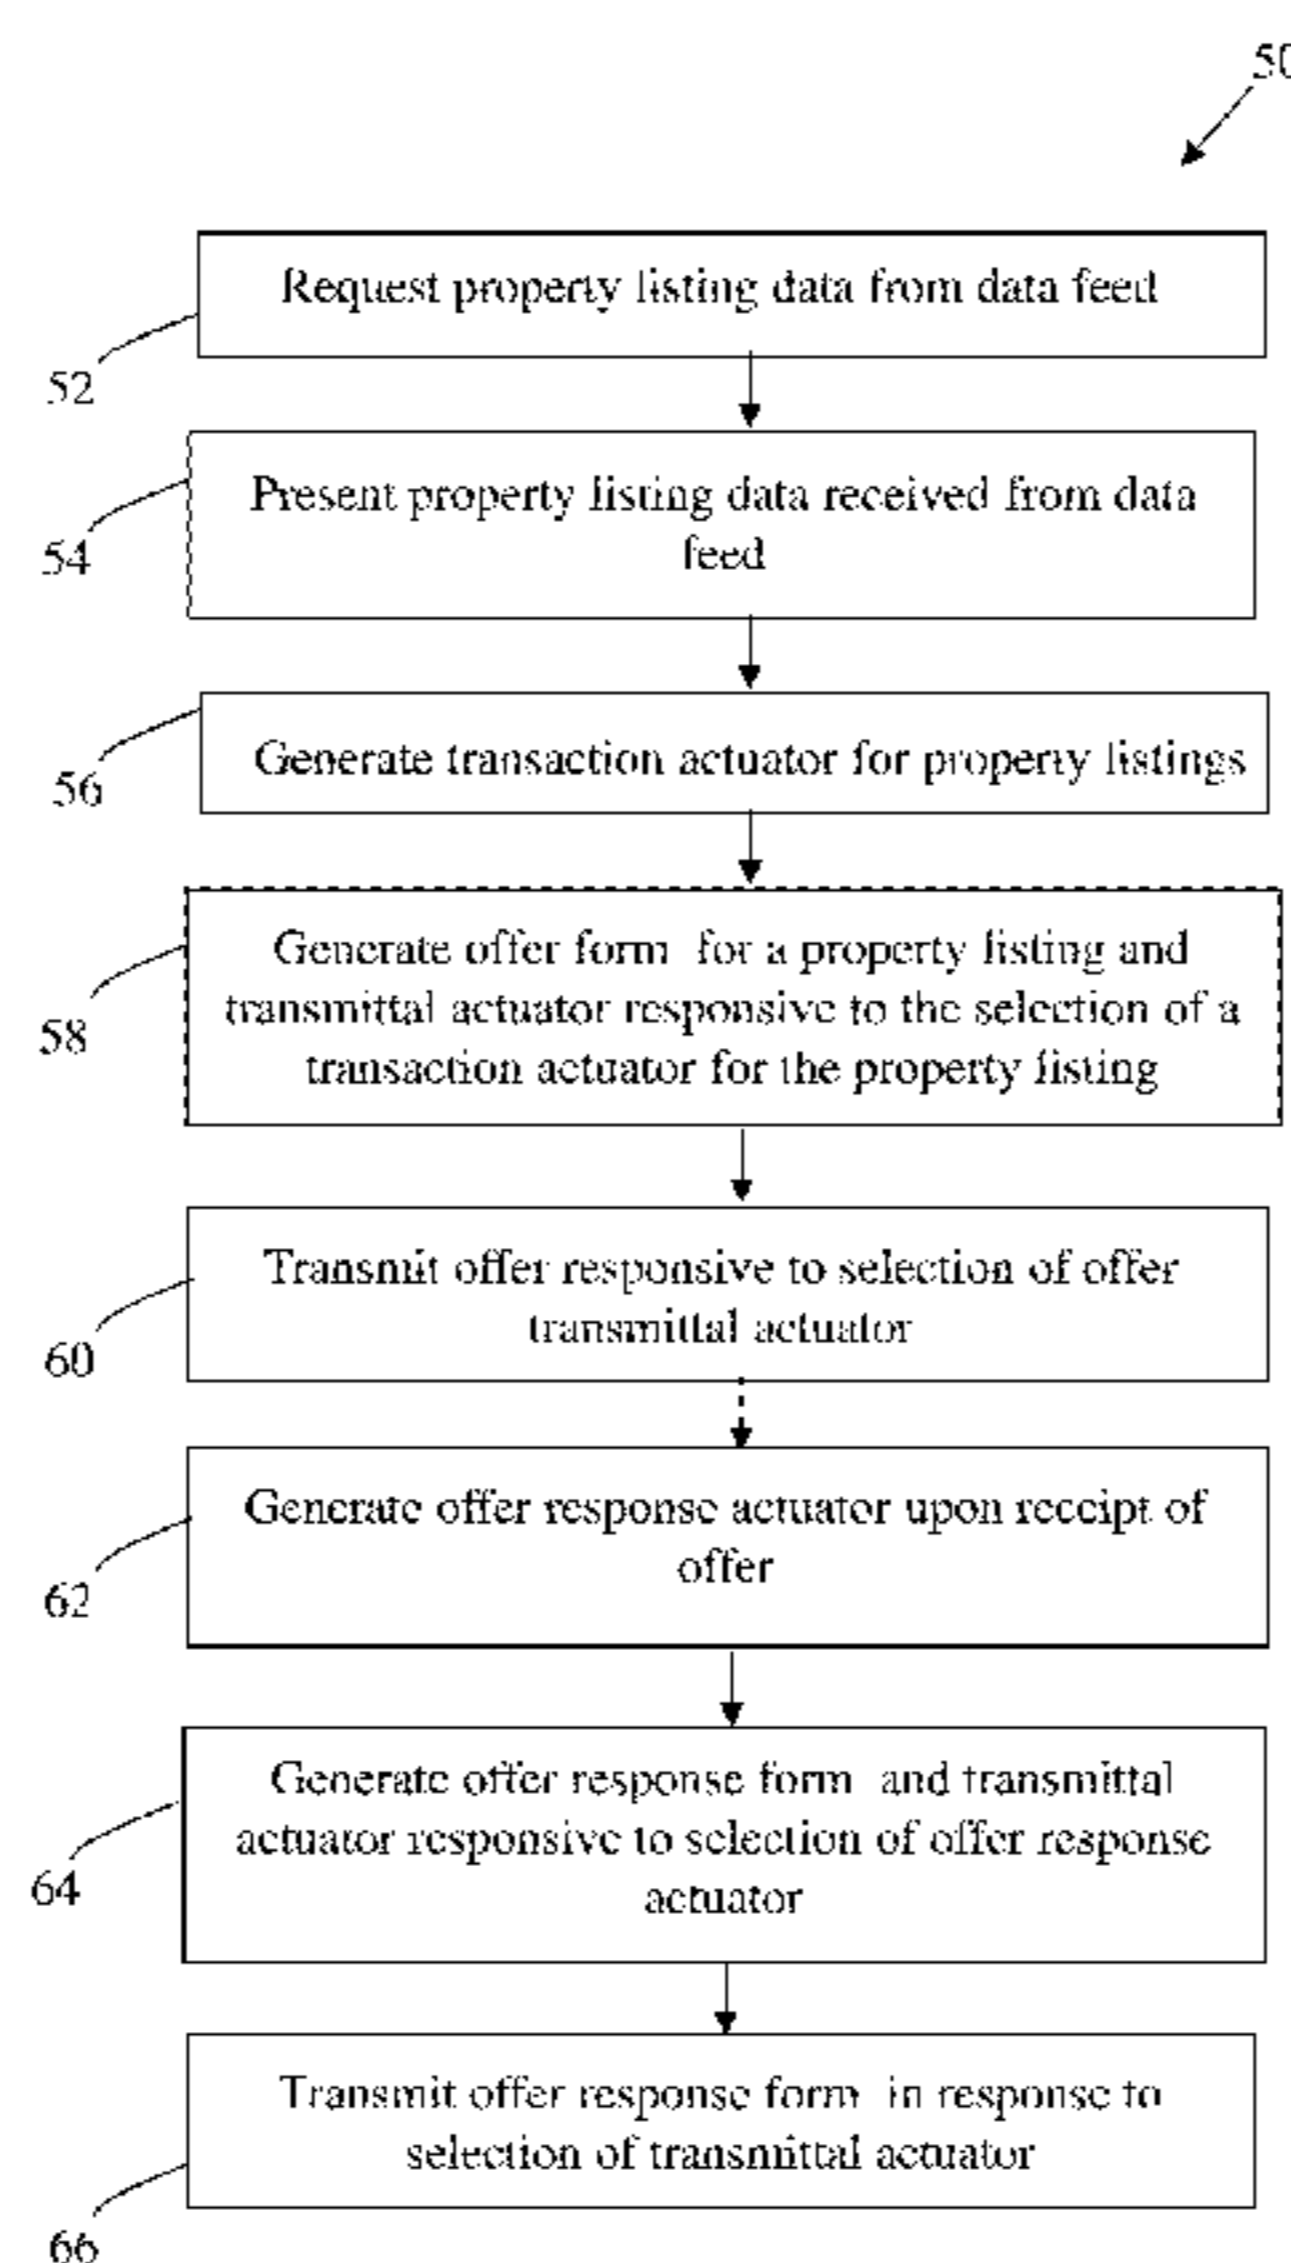 50
Request property listing data from data feed
52
Present property listing data received from data
feed
54
Generate transaction actuator for property listings
56
Generate offer form for a property listing and
transmittal actuator responsive to the selection of a
transaction actuator for the property listing
58
Transmit offer responsive to selection of offer
transmittal actuator
60
Generate offer response actuator upon receipt of
offer
62
Generate offer response form and transmittal
actuator responsive to selection of offer response
actuator
64
Transmit offer response form in response to
selection of transmittal actuator
66